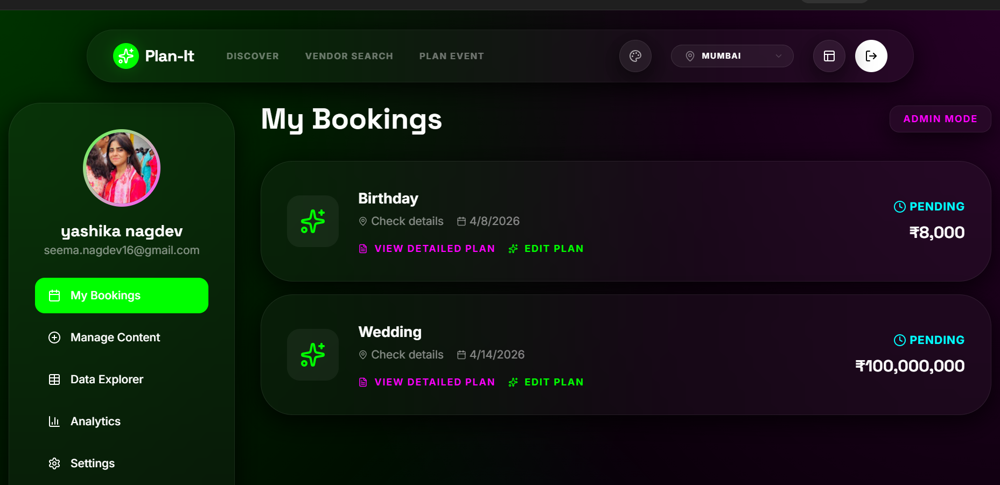 Plan-It
DISCOVER
VENDOR SEARCH
PLAN EVENT
MUMBAI
yashika nagdev
seema.nagdev16@gmail.com
My Bookings
Manage Content
Data Explorer
Analytics
Settings
My Bookings
ADMIN MODE
Birthday
Check details 4/8/2026
VIEW DETAILED PLAN EDIT PLAN
PENDING
₹8,000
Wedding
Check details 4/14/2026
VIEW DETAILED PLAN EDIT PLAN
PENDING
₹100,000,000